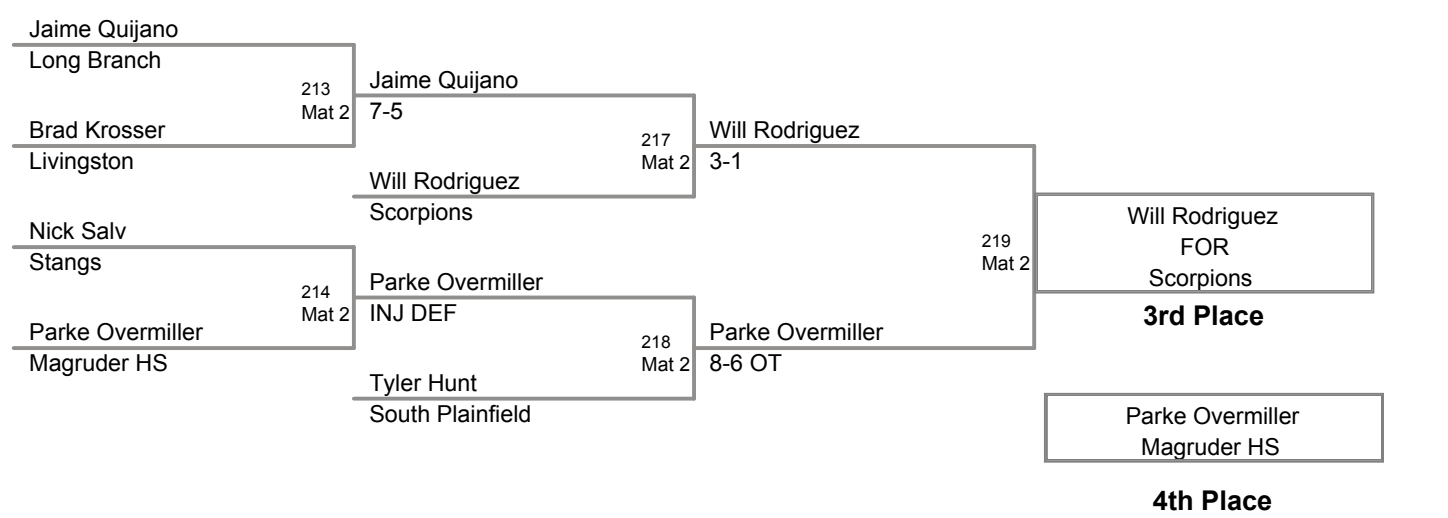 Jaime Quijano
Long Branch
213
Mat 2
Jaime Quijano
7-5
Brad Krosser
Livingston
217
Mat 2
Will Rodriguez
3-1
Will Rodriguez
Scorpions
Nick Salv
Stangs
219
Mat 2
Will Rodriguez
FOR
Scorpions
3rd Place
214
Mat 2
Parke Overmiller
INJ DEF
Parke Overmiller
Magruder HS
218
Mat 2
Parke Overmiller
8-6 OT
Tyler Hunt
South Plainfield
Parke Overmiller
Magruder HS
4th Place